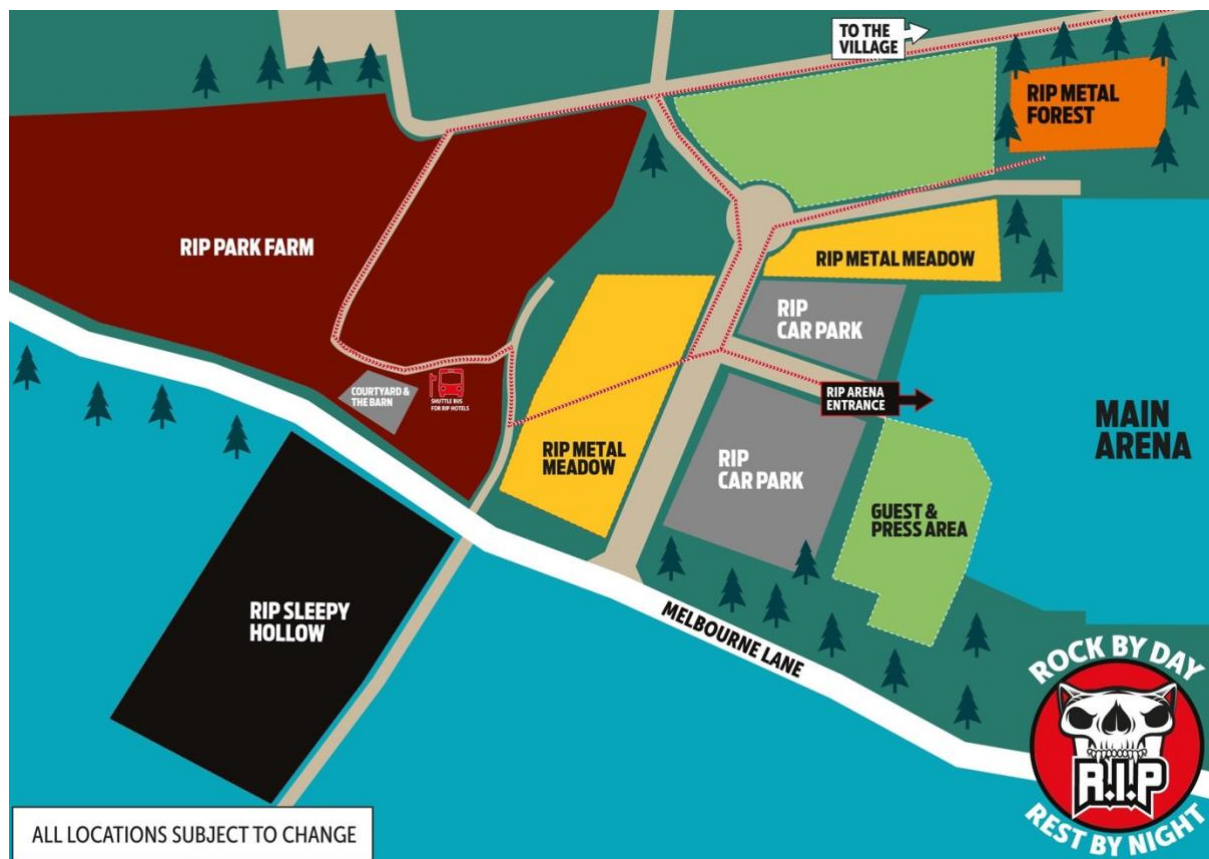 TO THE
VILLAGE
RIP METAL
FOREST
RIP PARK FARM
RIP METAL MEADOW
RIP
CAR PARK
COURTYARD &
THE BARN
SHUTTLE BUS
FOR RIP HOTELS
RIP ARENA
ENTRANCE
MAIN
ARENA
RIP METAL
MEADOW
RIP
CAR PARK
GUEST &
PRESS AREA
RIP SLEEPY
HOLLOW
MELBOURNE LANE
ROCK BY DAY
R.I.P
REST BY NIGHT
ALL LOCATIONS SUBJECT TO CHANGE